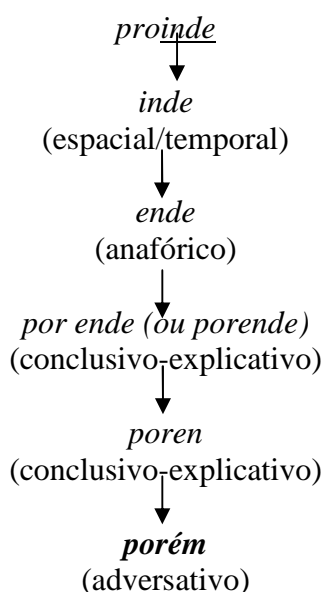 proinde
inde
(espacial/temporal)
ende
(anafórico)
por ende (ou porende)
(conclusivo-explicativo)
poren
(conclusivo-explicativo)
porém
(adversativo)